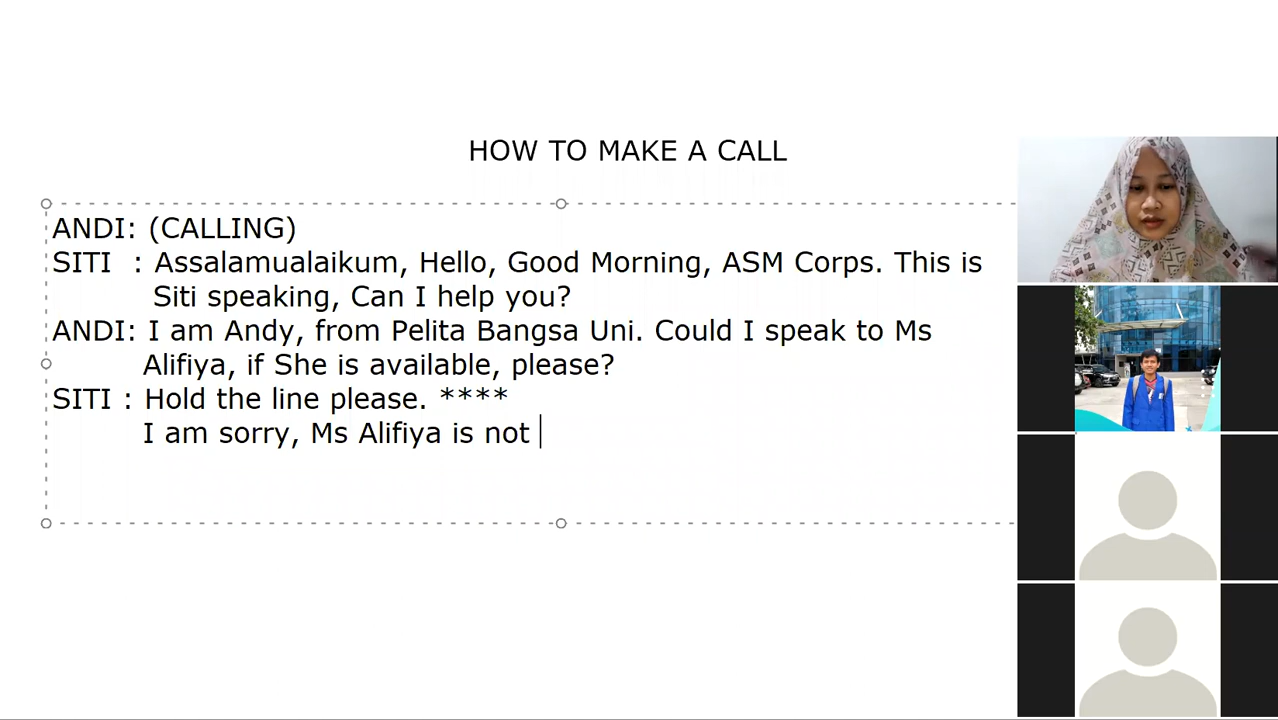 HOW TO MAKE A CALL
ANDI: (CALLING)
SITI : Assalamualaikum, Hello, Good Morning, ASM Corps. This is
Siti speaking, Can I help you?
ANDI: I am Andy, from Pelita Bangsa Uni. Could I speak to Ms
Alifiya, if She is available, please?
SITI : Hold the line please. ****
I am sorry, Ms Alifiya is not